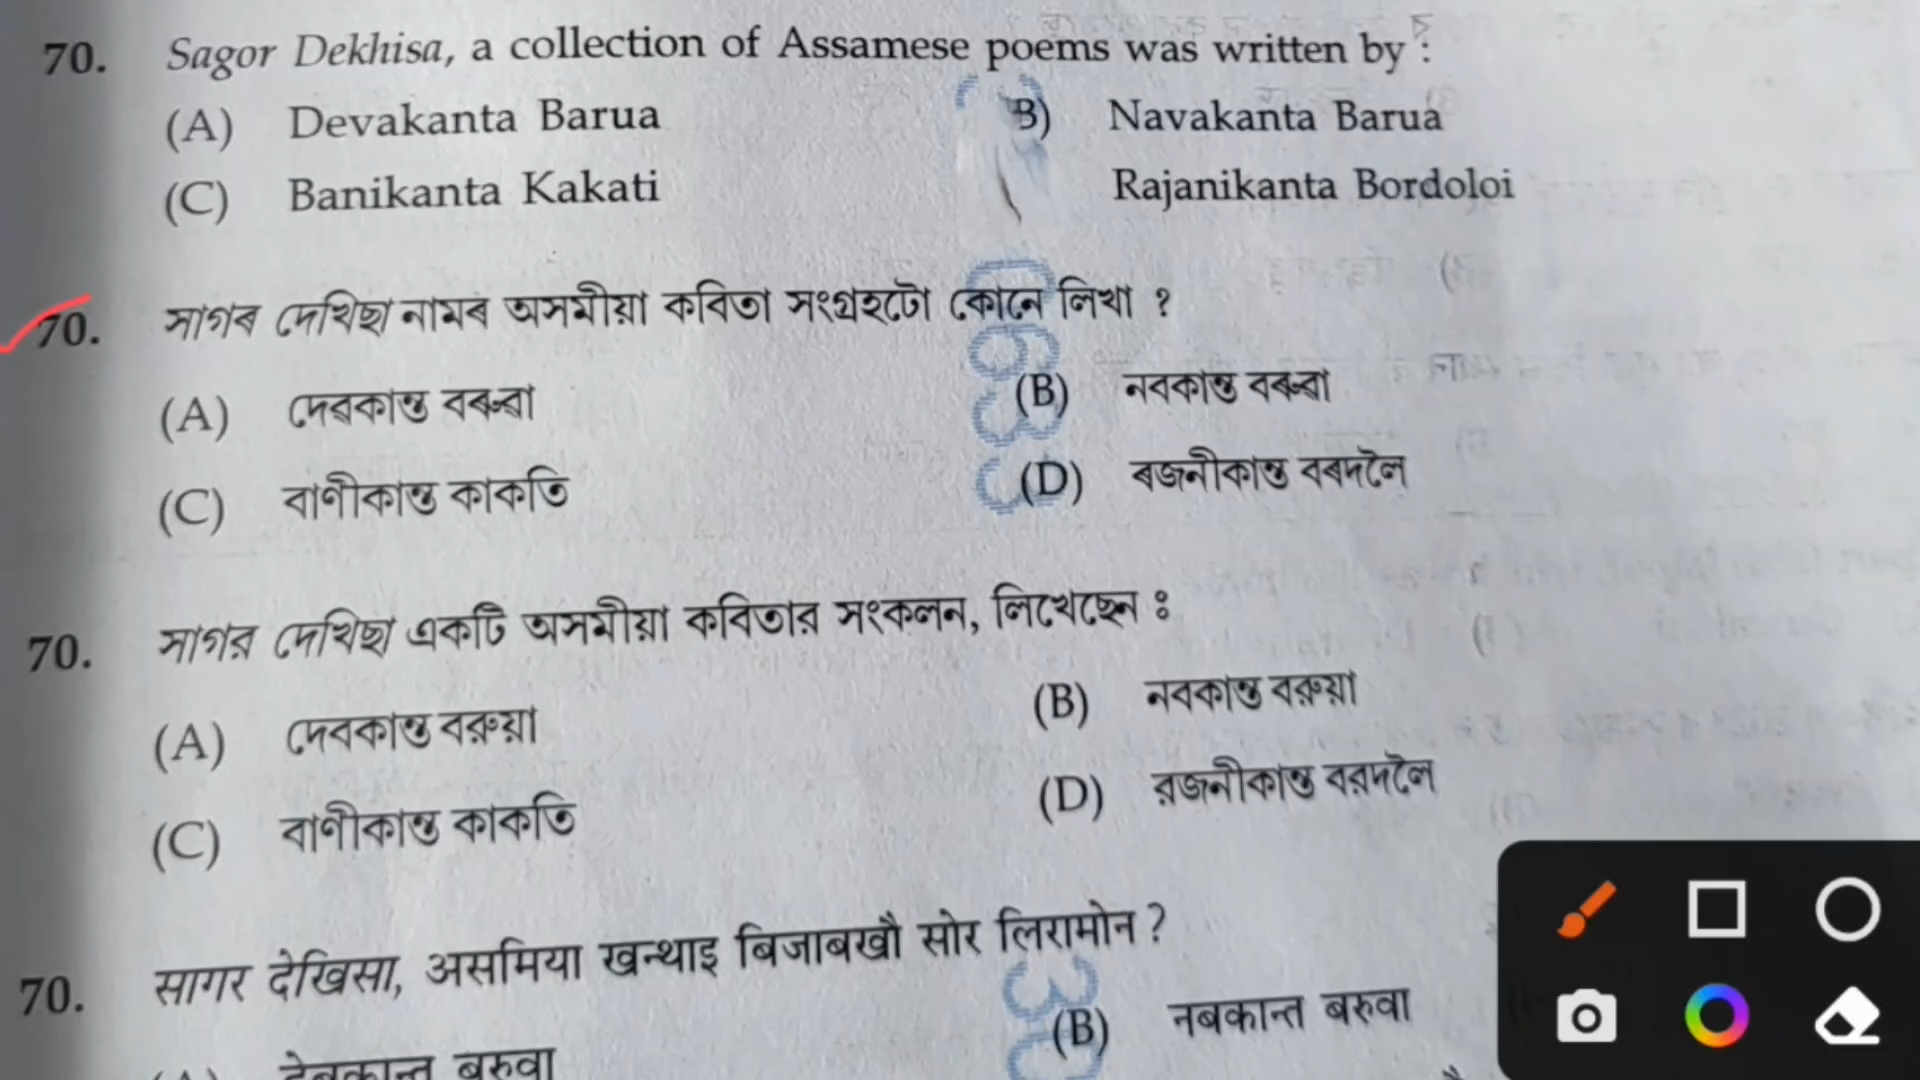 70. Sagor Dekhisa, a collection of Assamese poems was written by :
(A) Devakanta Barua B) Navakanta Barua
(C) Banikanta Kakati Rajanikanta Bordoloi
70. সাগৰ দেখিছা নামৰ অসমীয়া কবিতা সংগ্ৰহটো কোনে লিখা ?
(A) দেৱকান্ত বৰুৱা (B) নবকান্ত বৰুৱা
(C) বাণীকান্ত কাকতি (D) ৰজনীকান্ত বৰদলৈ
70. সাগর দেখিছা একটি অসমীয়া কবিতার সংকলন, লিখেছেন ঃ
(A) দেবকান্ত বরুয়া (B) নবকান্ত বরুয়া
(C) বাণীকান্ত কাকতি (D) রজনীকান্ত বরদলৈ
70. सागर देखिसा, असमिया खन्थाइ बिजाबखौ सोर लिरामोन ?
(B) नबकान्त बरुवा
(A) देबकान्त बरुवा